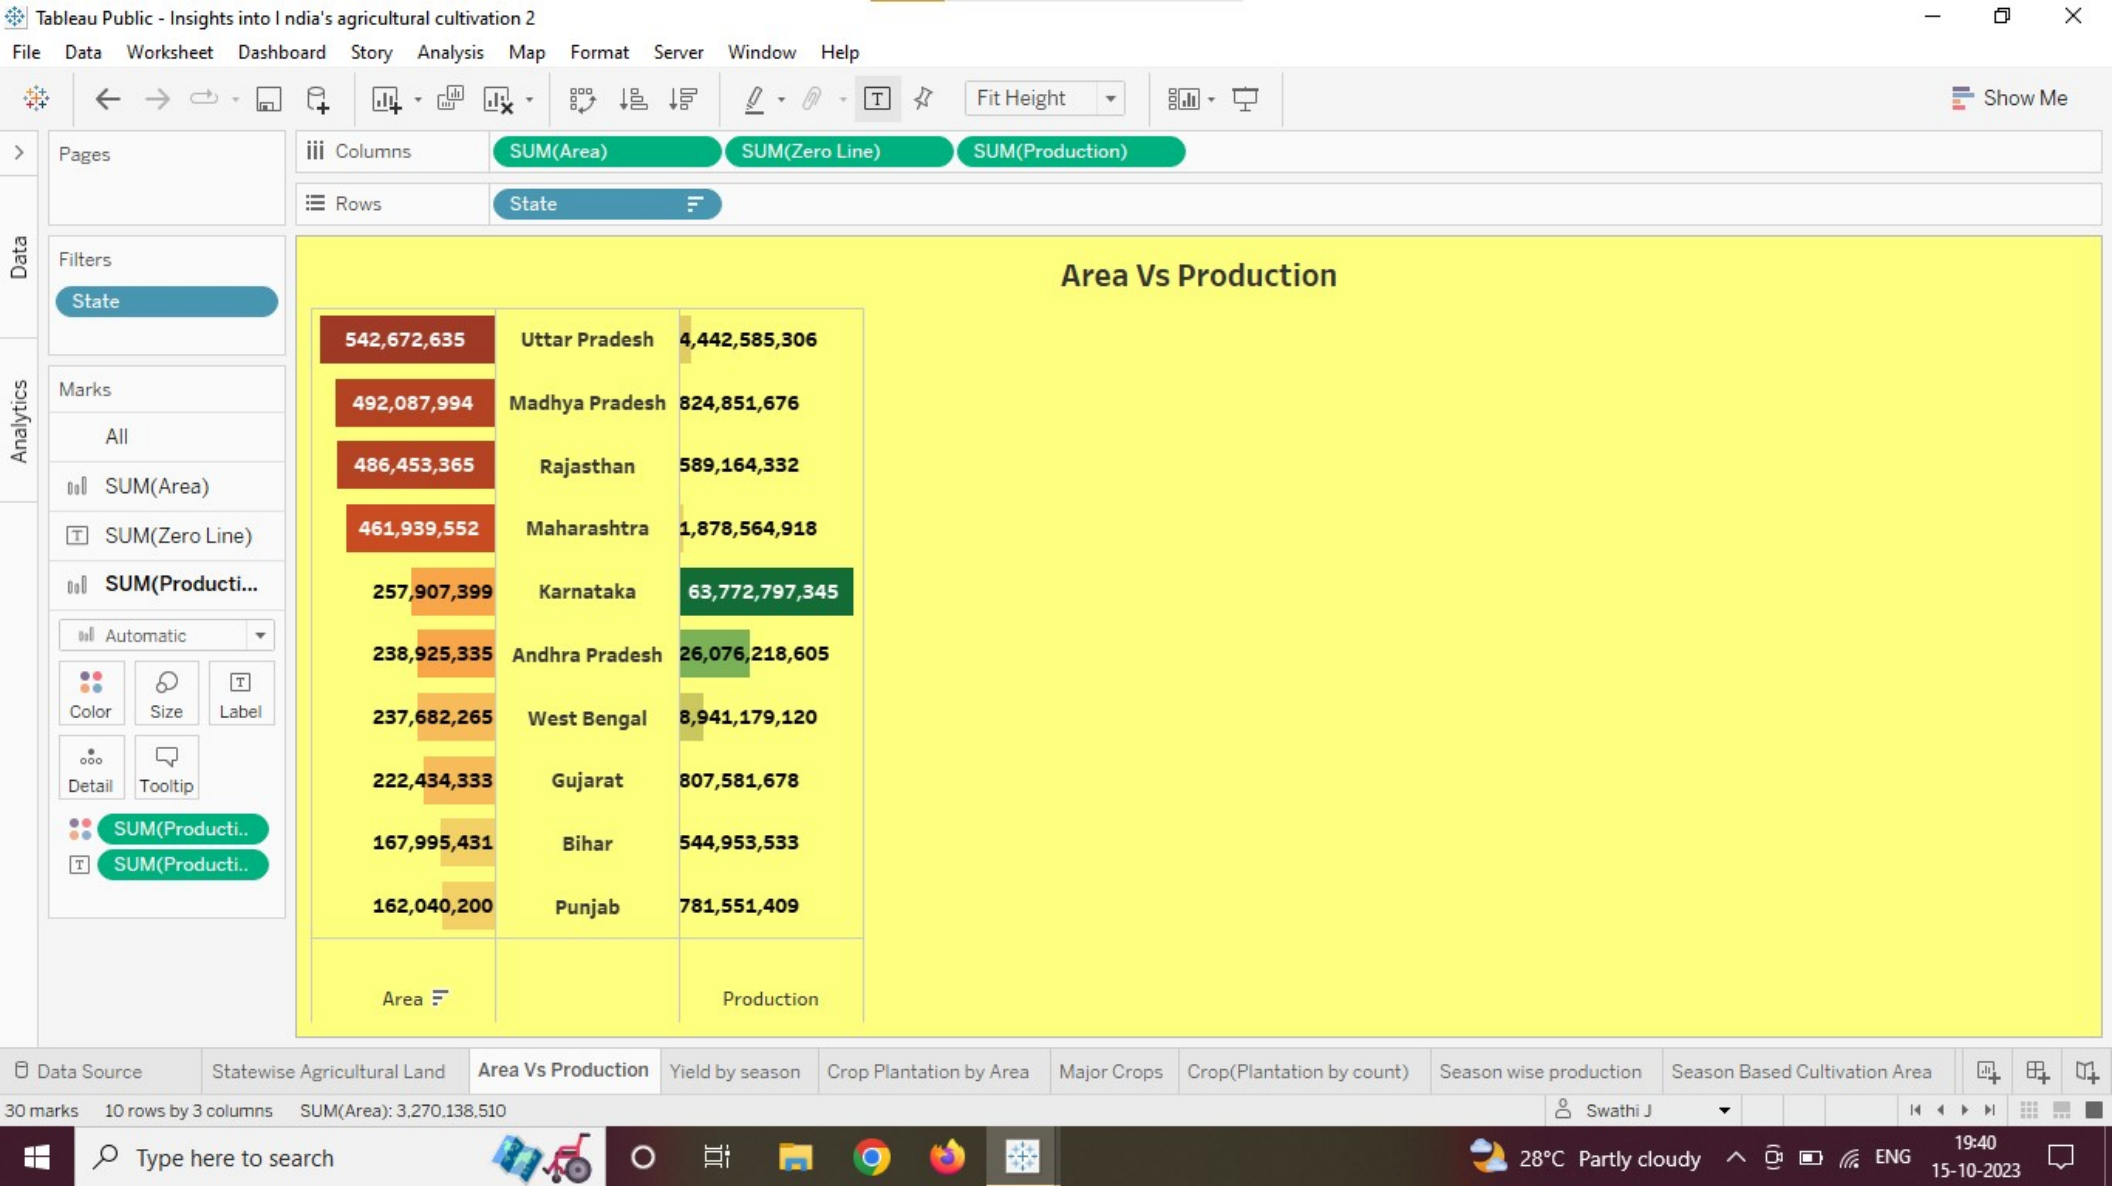 Tableau Public - Insights into I ndia's agricultural cultivation 2
File Data Worksheet Dashboard Story Analysis Map Format Server Window Help
Fit Height
Show Me
Pages
Columns SUM(Area) SUM(Zero Line) SUM(Production)
Rows State
Data
Analytics
Filters
State
Marks
All
SUM(Area)
SUM(Zero Line)
SUM(Producti...
Automatic
Color Size Label
Detail Tooltip
SUM(Producti..
SUM(Producti..
Area Vs Production
542,672,635 Uttar Pradesh 4,442,585,306
492,087,994 Madhya Pradesh 824,851,676
486,453,365 Rajasthan 589,164,332
461,939,552 Maharashtra 1,878,564,918
257,907,399 Karnataka 63,772,797,345
238,925,335 Andhra Pradesh 26,076,218,605
237,682,265 West Bengal 8,941,179,120
222,434,333 Gujarat 807,581,678
167,995,431 Bihar 544,953,533
162,040,200 Punjab 781,551,409
Area Production
Data Source Statewise Agricultural Land Area Vs Production Yield by season Crop Plantation by Area Major Crops Crop(Plantation by count) Season wise production Season Based Cultivation Area
30 marks 10 rows by 3 columns SUM(Area): 3,270,138,510 Swathi J
Type here to search 28°C Partly cloudy ENG 19:40
15-10-2023